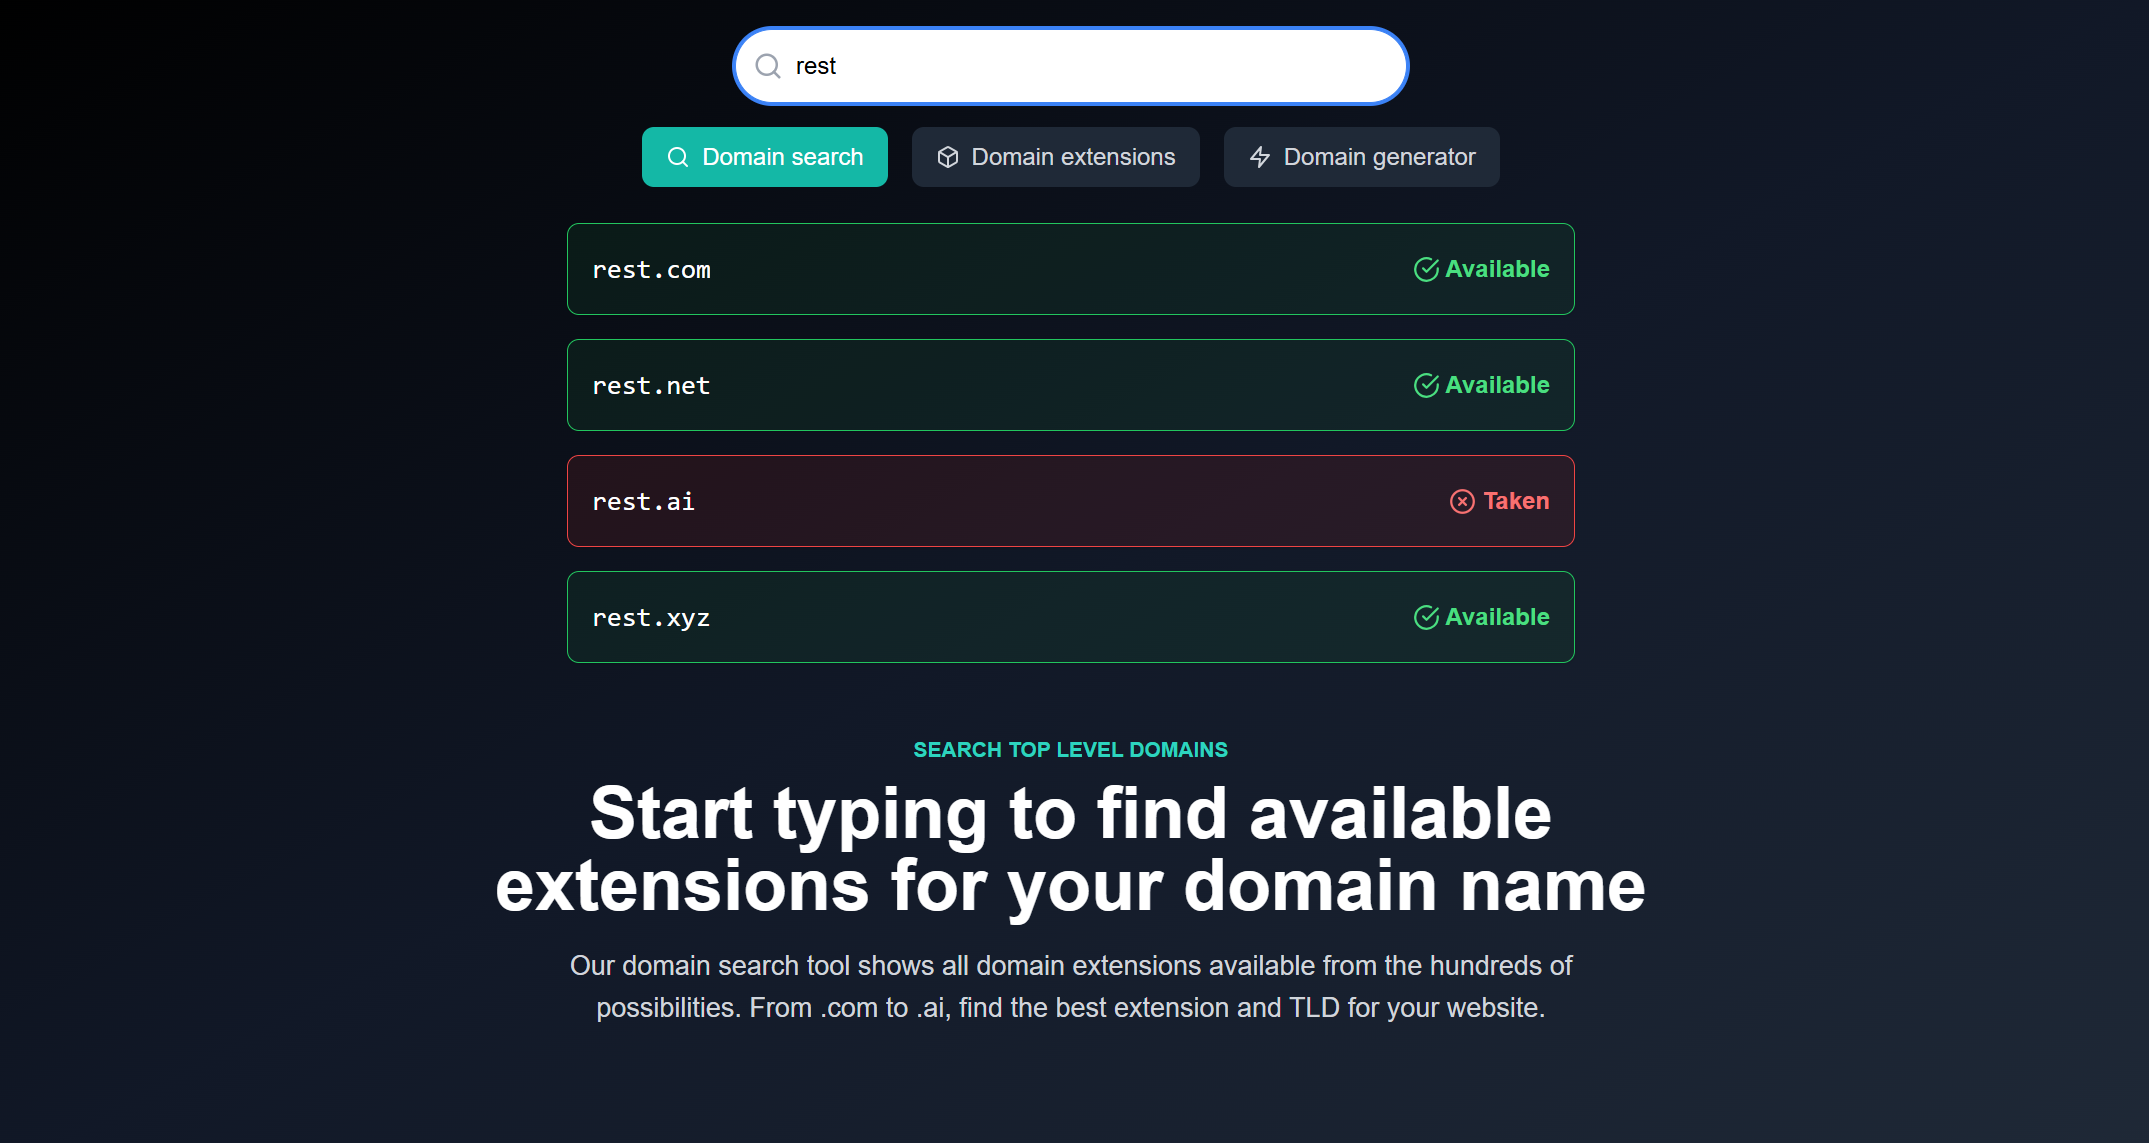 rest
Domain search Domain extensions Domain generator
rest.com Available
rest.net Available
rest.ai Taken
rest.xyz Available
SEARCH TOP LEVEL DOMAINS
Start typing to find available
extensions for your domain name
Our domain search tool shows all domain extensions available from the hundreds of
possibilities. From .com to .ai, find the best extension and TLD for your website.